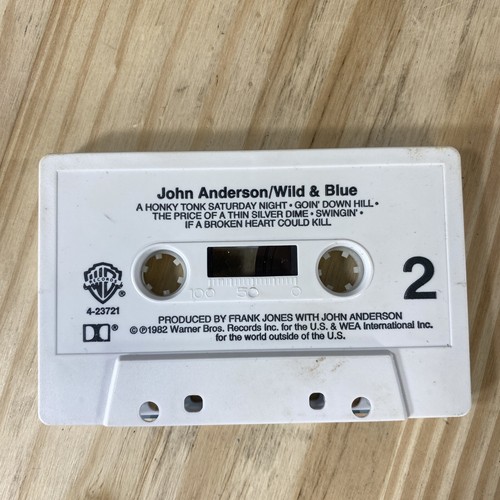 John Anderson/Wild & Blue
A HONKY TONK SATURDAY NIGHT • GOIN' DOWN HILL •
THE PRICE OF A THIN SILVER DIME • SWINGIN' •
IF A BROKEN HEART COULD KILL
100 50 0
2
WB
RECORDS
4-23721
PRODUCED BY FRANK JONES WITH JOHN ANDERSON
© ℗1982 Warner Bros. Records Inc. for the U.S. & WEA International Inc.
for the world outside of the U.S.